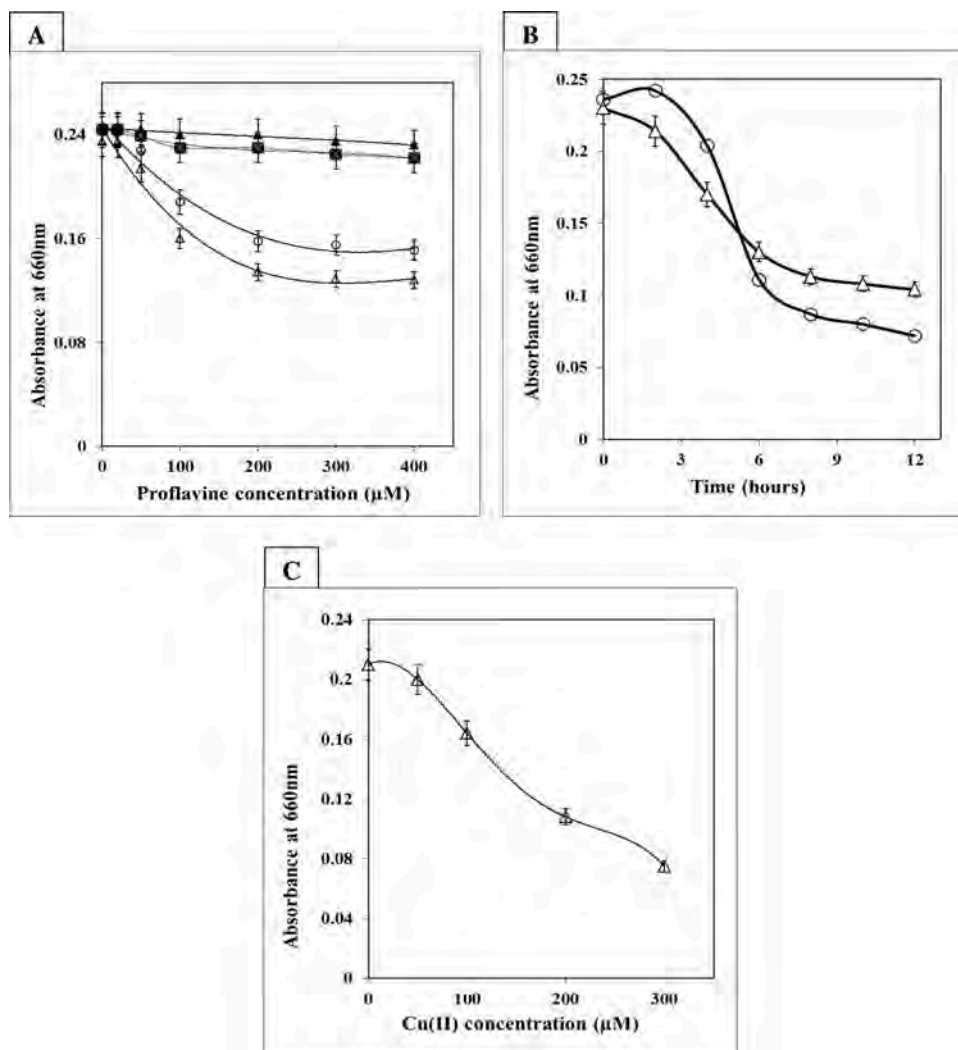 A
Absorbance at 660nm
0.24
0.16
0.08
0
0 100 200 300 400
Proflavine concentration (µM)
B
Absorbance at 660nm
0.25
0.2
0.15
0.1
0.05
0
0 3 6 9 12
Time (hours)
C
Absorbance at 660nm
0.24
0.2
0.16
0.12
0.08
0.04
0
0 100 200 300
Cu(II) concentration (µM)